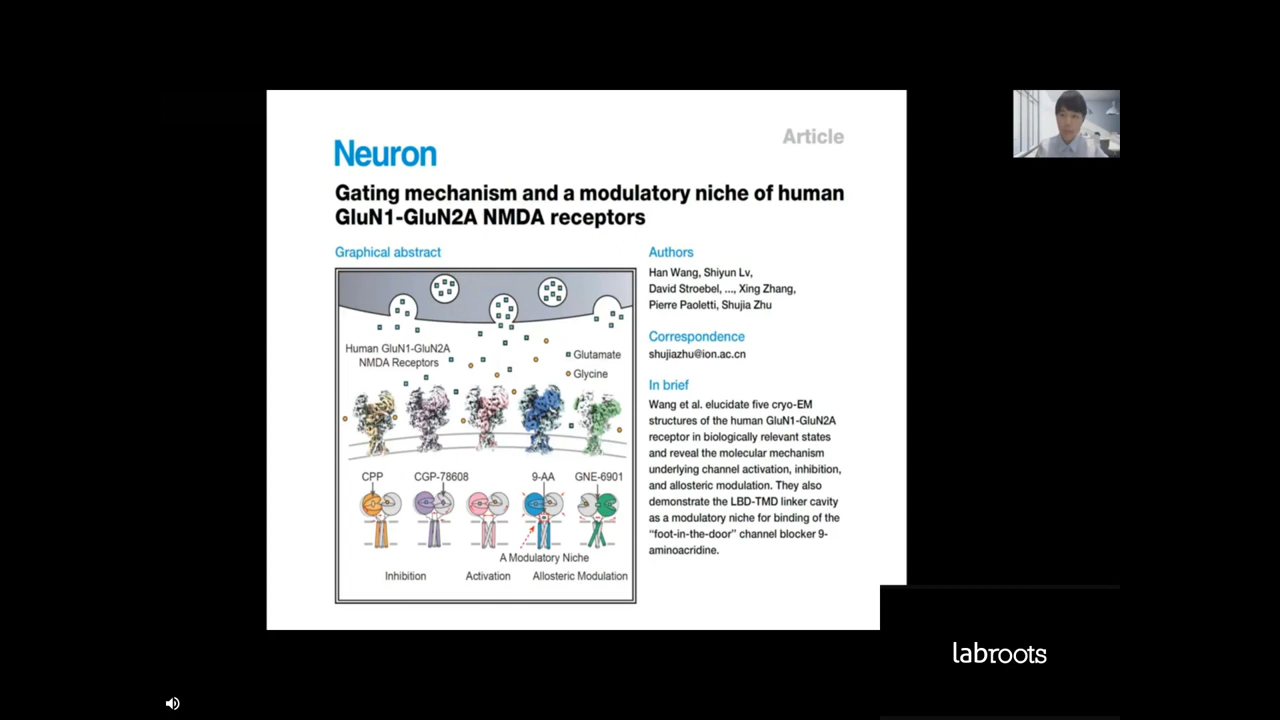 Article
Neuron
Gating mechanism and a modulatory niche of human
GluN1-GluN2A NMDA receptors
Graphical abstract
Human GluN1-GluN2A
NMDA Receptors
Glutamate
Glycine
CPP
CGP-78608
9-AA
GNE-6901
A Modulatory Niche
Inhibition
Activation
Allosteric Modulation
Authors
Han Wang, Shiyun Lv,
David Stroebel, ..., Xing Zhang,
Pierre Paoletti, Shujia Zhu
Correspondence
shujiazhu@ion.ac.cn
In brief
Wang et al. elucidate five cryo-EM
structures of the human GluN1-GluN2A
receptor in biologically relevant states
and reveal the molecular mechanism
underlying channel activation, inhibition,
and allosteric modulation. They also
demonstrate the LBD-TMD linker cavity
as a modulatory niche for binding of the
“foot-in-the-door” channel blocker 9-
aminoacridine.
labroots